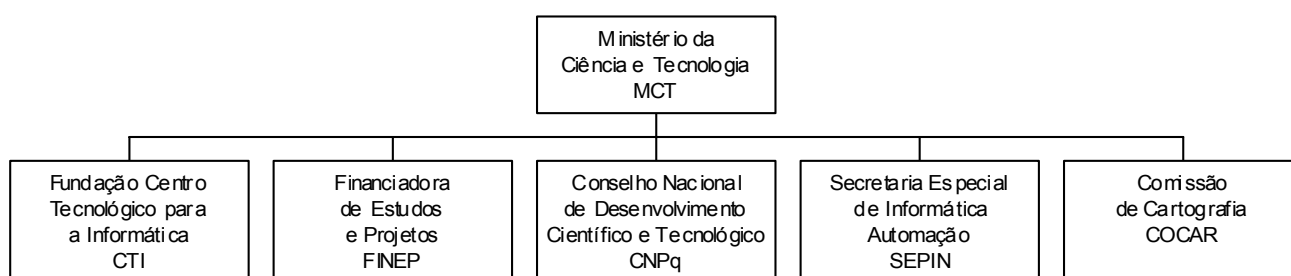 Ministério da
Ciência e Tecnologia
MCT
Fundação Centro
Tecnológico para
a Informática
CTI
Financiadora
de Estudos
e Projetos
FINEP
Conselho Nacional
de Desenvolvimento
Científico e Tecnológico
CNPq
Secretaria Especial
de Informática
Automação
SEPIN
Comissão
de Cartografia
COCAR